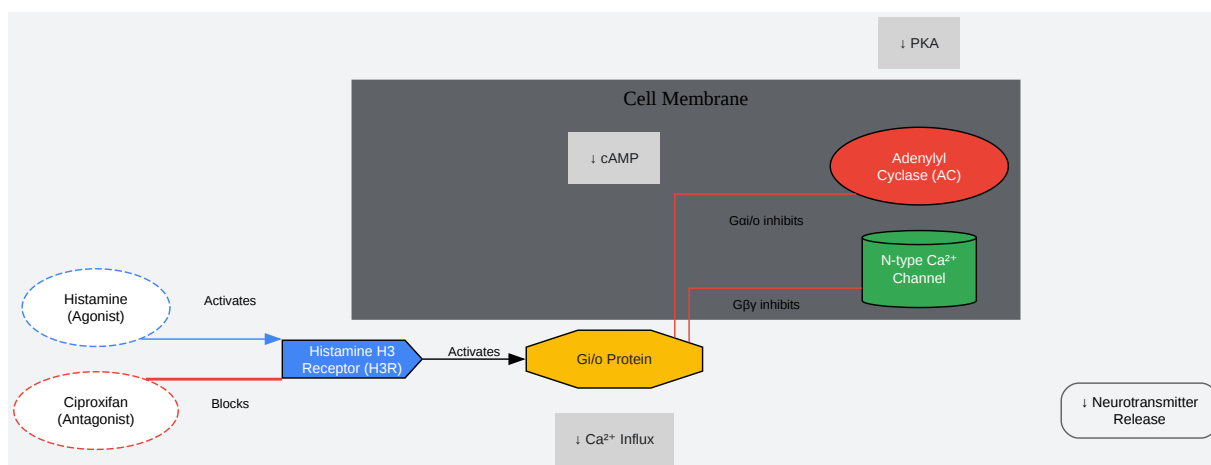 ↓ PKA
Cell Membrane
↓ cAMP
Adenylyl
Cyclase (AC)
Gαi/o inhibits
N-type Ca²⁺
Channel
Gβγ inhibits
Histamine
(Agonist)
Activates
Histamine H3
Receptor (H3R)
Activates
Gi/o Protein
Ciproxifan
(Antagonist)
Blocks
↓ Neurotransmitter
Release
↓ Ca²⁺ Influx